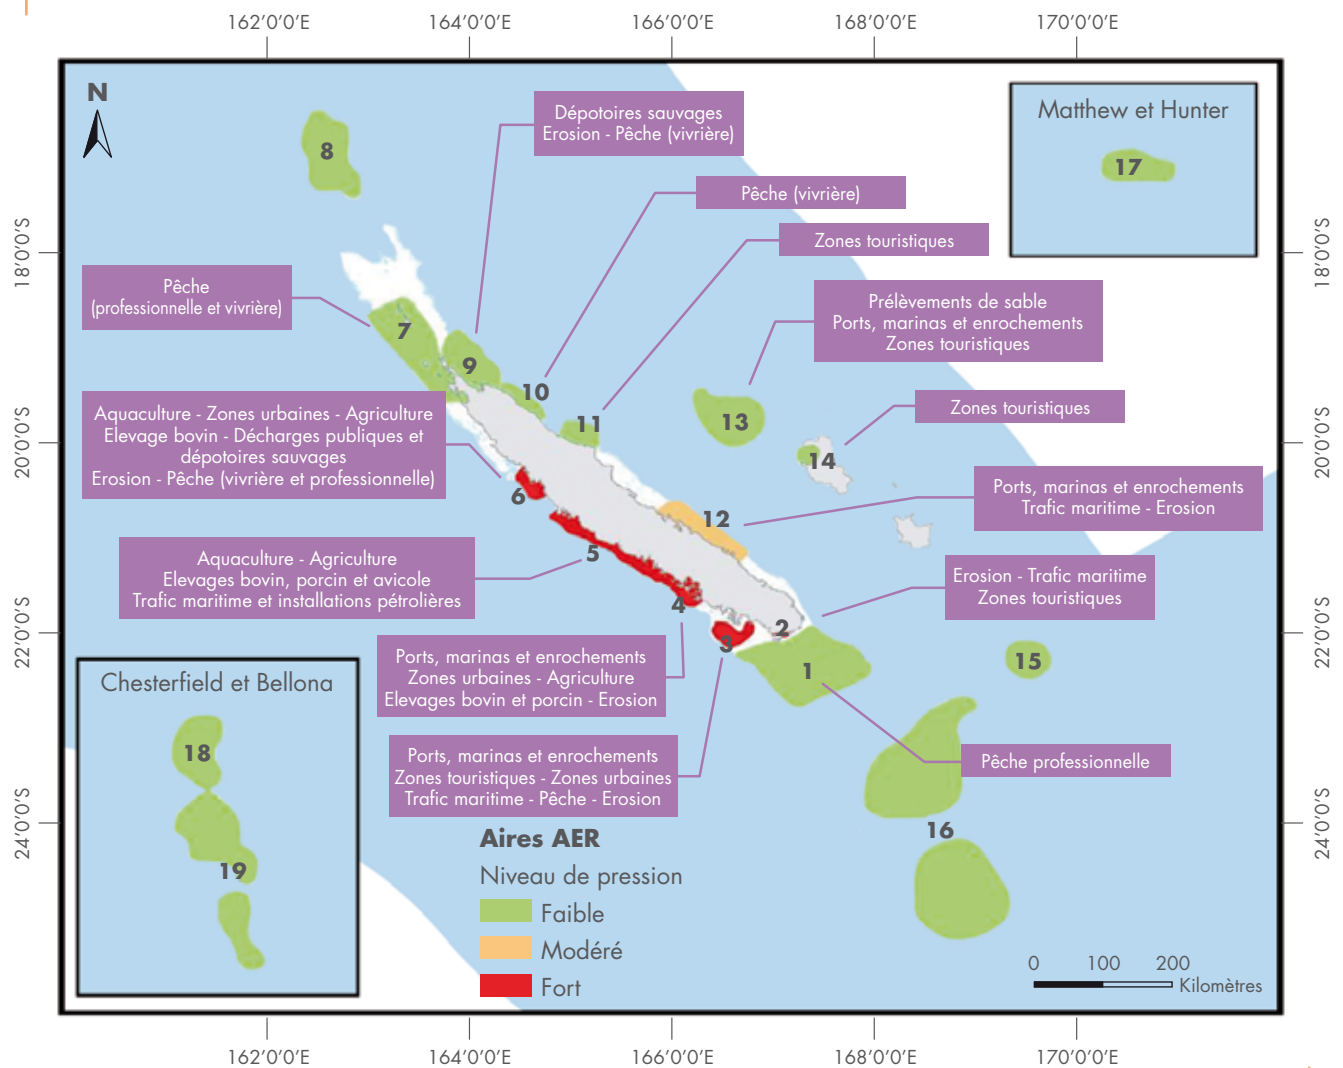 162°0'0'E
164°0'0'E
166°0'0'E
168°0'0'E
170°0'0'E
N
Matthew et Hunter
17
8
Dépotoires sauvages
Erosion - Pêche (vivrière)
Pêche (vivrière)
Zones touristiques
18°0'0'S
18°0'0'S
Pêche
(professionnelle et vivrière)
Prélèvements de sable
Ports, marinas et enrochements
Zones touristiques
7
9
10
11
13
Zones touristiques
14
Aquaculture - Zones urbaines - Agriculture
Elevage bovin - Décharges publiques et
dépotoires sauvages
Erosion - Pêche (vivrière et professionnelle)
20°0'0'S
20°0'0'S
6
12
Ports, marinas et enrochements
Trafic maritime - Erosion
5
Aquaculture - Agriculture
Elevages bovin, porcin et avicole
Trafic maritime et installations pétrolières
4
Erosion - Trafic maritime
Zones touristiques
22°0'0'S
22°0'0'S
3
2
1
15
Ports, marinas et enrochements
Zones urbaines - Agriculture
Elevages bovin et porcin - Erosion
Chesterfield et Bellona
18
19
Ports, marinas et enrochements
Zones touristiques - Zones urbaines
Trafic maritime - Pêche - Erosion
Pêche professionnelle
16
24°0'0'S
24°0'0'S
Aires AER
Niveau de pression
Faible
Modéré
Fort
0 100 200
Kilomètres
162°0'0'E
164°0'0'E
166°0'0'E
168°0'0'E
170°0'0'E